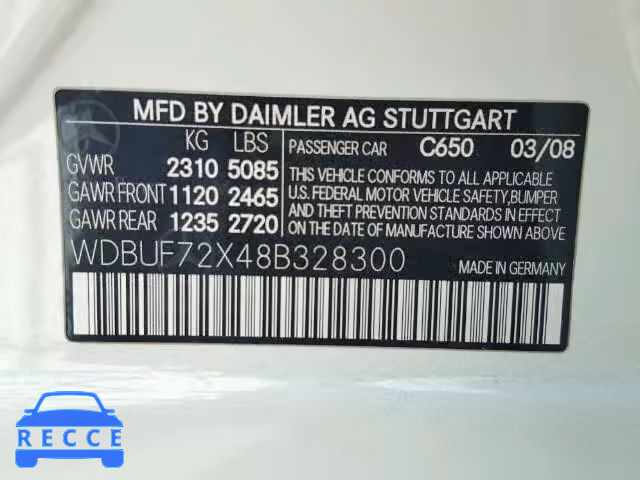 MFD BY DAIMLER AG STUTTGART
KG LBS
GVWR 2310 5085
GAWR FRONT 1120 2465
GAWR REAR 1235 2720
PASSENGER CAR C650 03/08
THIS VEHICLE CONFORMS TO ALL APPLICABLE
U.S. FEDERAL MOTOR VEHICLE SAFETY, BUMPER
AND THEFT PREVENTION STANDARDS IN EFFECT
ON THE DATE OF MANUFACTURE SHOWN ABOVE.
WDBUF72X48B328300
MADE IN GERMANY
RECCE